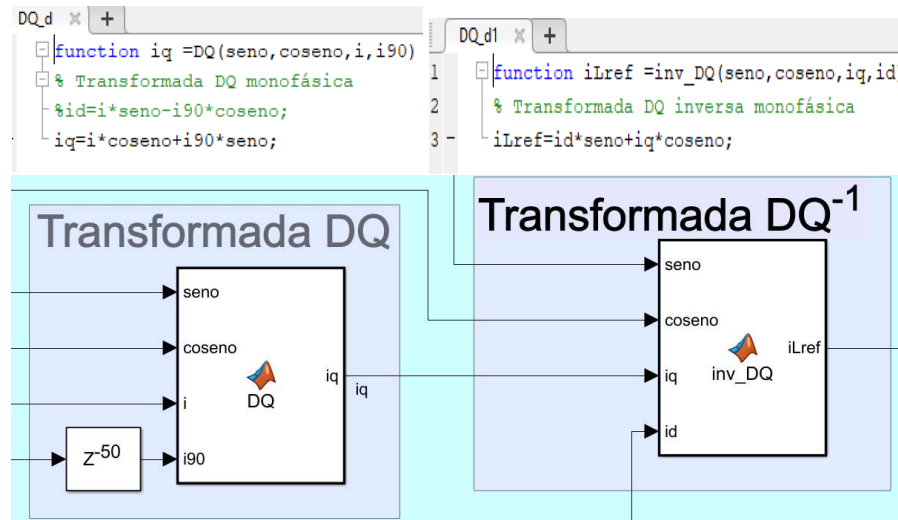 DQ_d × +
function iq =DQ(seno,coseno,i,i90)
% Transformada DQ monofásica
%id=i*seno-i90*coseno;
iq=i*coseno+i90*seno;
DQ_d1 × +
1 function iLref =inv_DQ(seno,coseno,iq,id)
2 % Transformada DQ inversa monofásica
3 - iLref=id*seno+iq*coseno;
Transformada DQ
seno
coseno
i
i90
DQ
iq
iq
Z-50
Transformada DQ-1
seno
coseno
iq
id
inv_DQ
iLref